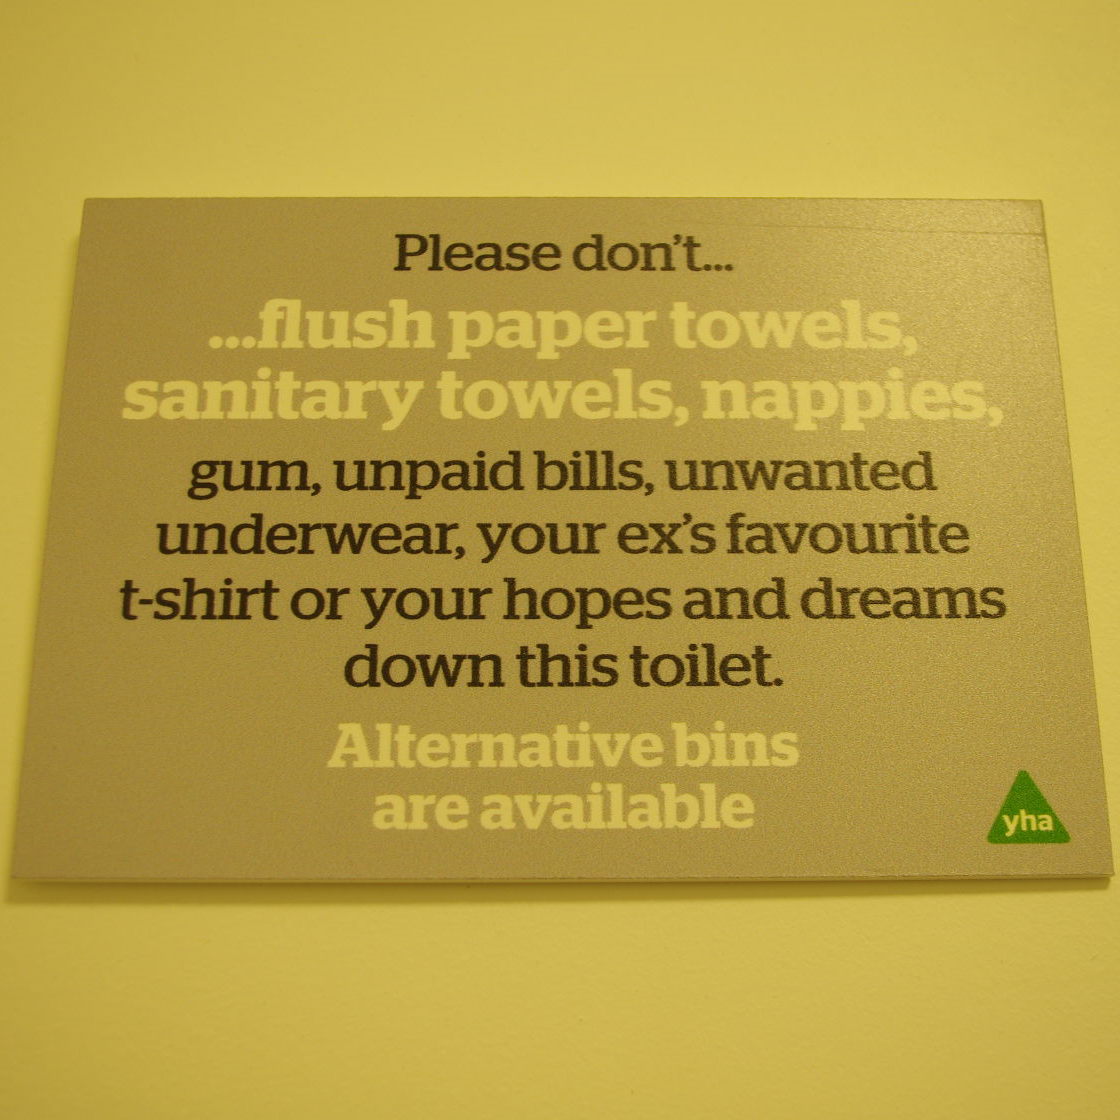 Please don't...
...flush paper towels,
sanitary towels, nappies,
gum, unpaid bills, unwanted
underwear, your ex's favourite
t-shirt or your hopes and dreams
down this toilet.
Alternative bins
are available
yha